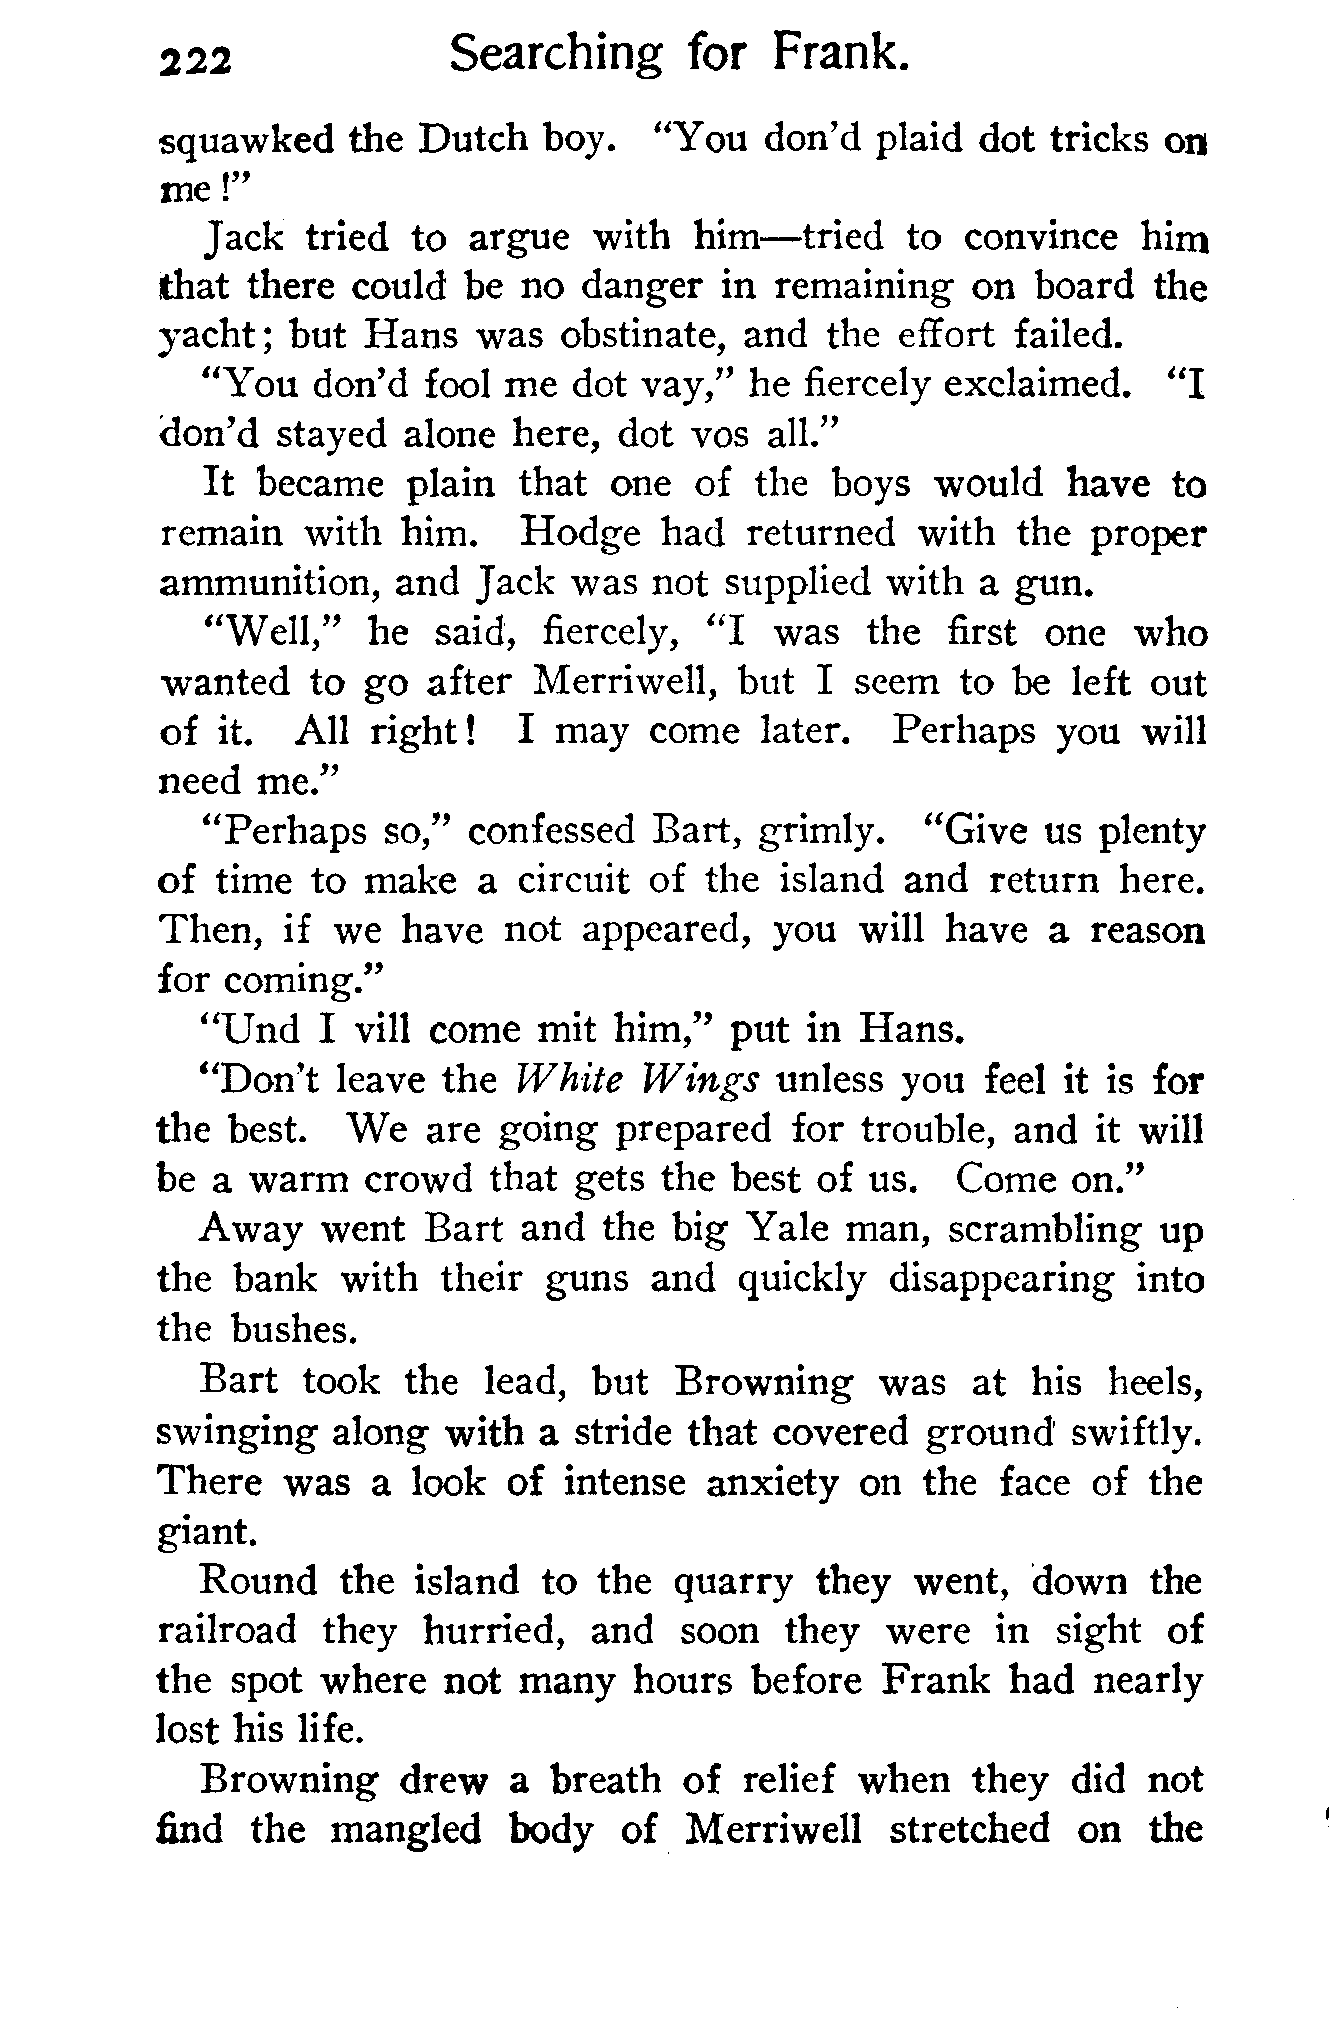 222 Searching for Frank.
squawked the Dutch boy. “You don’d plaid dot tricks on
me!”
Jack tried to argue with him—tried to convince him
that there could be no danger in remaining on board the
yacht; but Hans was obstinate, and the effort failed.
“You don’d fool me dot vay,” he fiercely exclaimed. “I
don’d stayed alone here, dot vos all.”
It became plain that one of the boys would have to
remain with him. Hodge had returned with the proper
ammunition, and Jack was not supplied with a gun.
“Well,” he said, fiercely, “I was the first one who
wanted to go after Merriwell, but I seem to be left out
of it. All right! I may come later. Perhaps you will
need me.”
“Perhaps so,” confessed Bart, grimly. “Give us plenty
of time to make a circuit of the island and return here.
Then, if we have not appeared, you will have a reason
for coming.”
“Und I vill come mit him,” put in Hans.
“Don’t leave the White Wings unless you feel it is for
the best. We are going prepared for trouble, and it will
be a warm crowd that gets the best of us. Come on.”
Away went Bart and the big Yale man, scrambling up
the bank with their guns and quickly disappearing into
the bushes.
Bart took the lead, but Browning was at his heels,
swinging along with a stride that covered ground swiftly.
There was a look of intense anxiety on the face of the
giant.
Round the island to the quarry they went, down the
railroad they hurried, and soon they were in sight of
the spot where not many hours before Frank had nearly
lost his life.
Browning drew a breath of relief when they did not
find the mangled body of Merriwell stretched on the